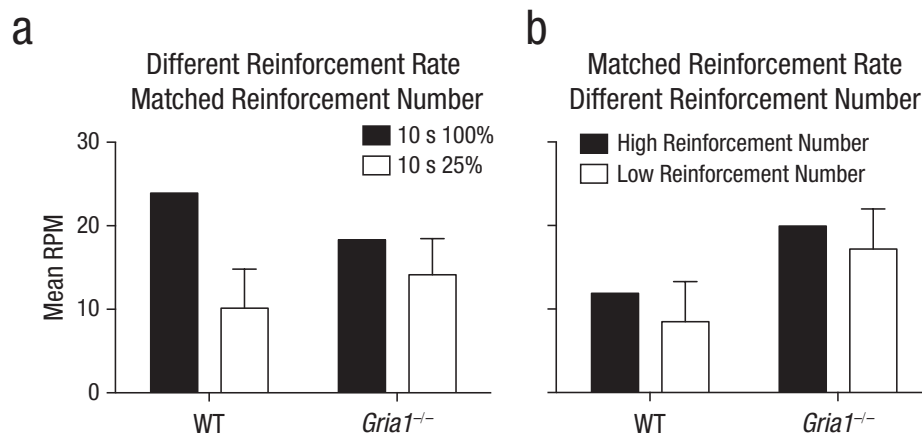 a
Different Reinforcement Rate
Matched Reinforcement Number
10 s 100%
10 s 25%
30
20
10
0
Mean RPM
WT
Gria1–/–
b
Matched Reinforcement Rate
Different Reinforcement Number
High Reinforcement Number
Low Reinforcement Number
WT
Gria1–/–